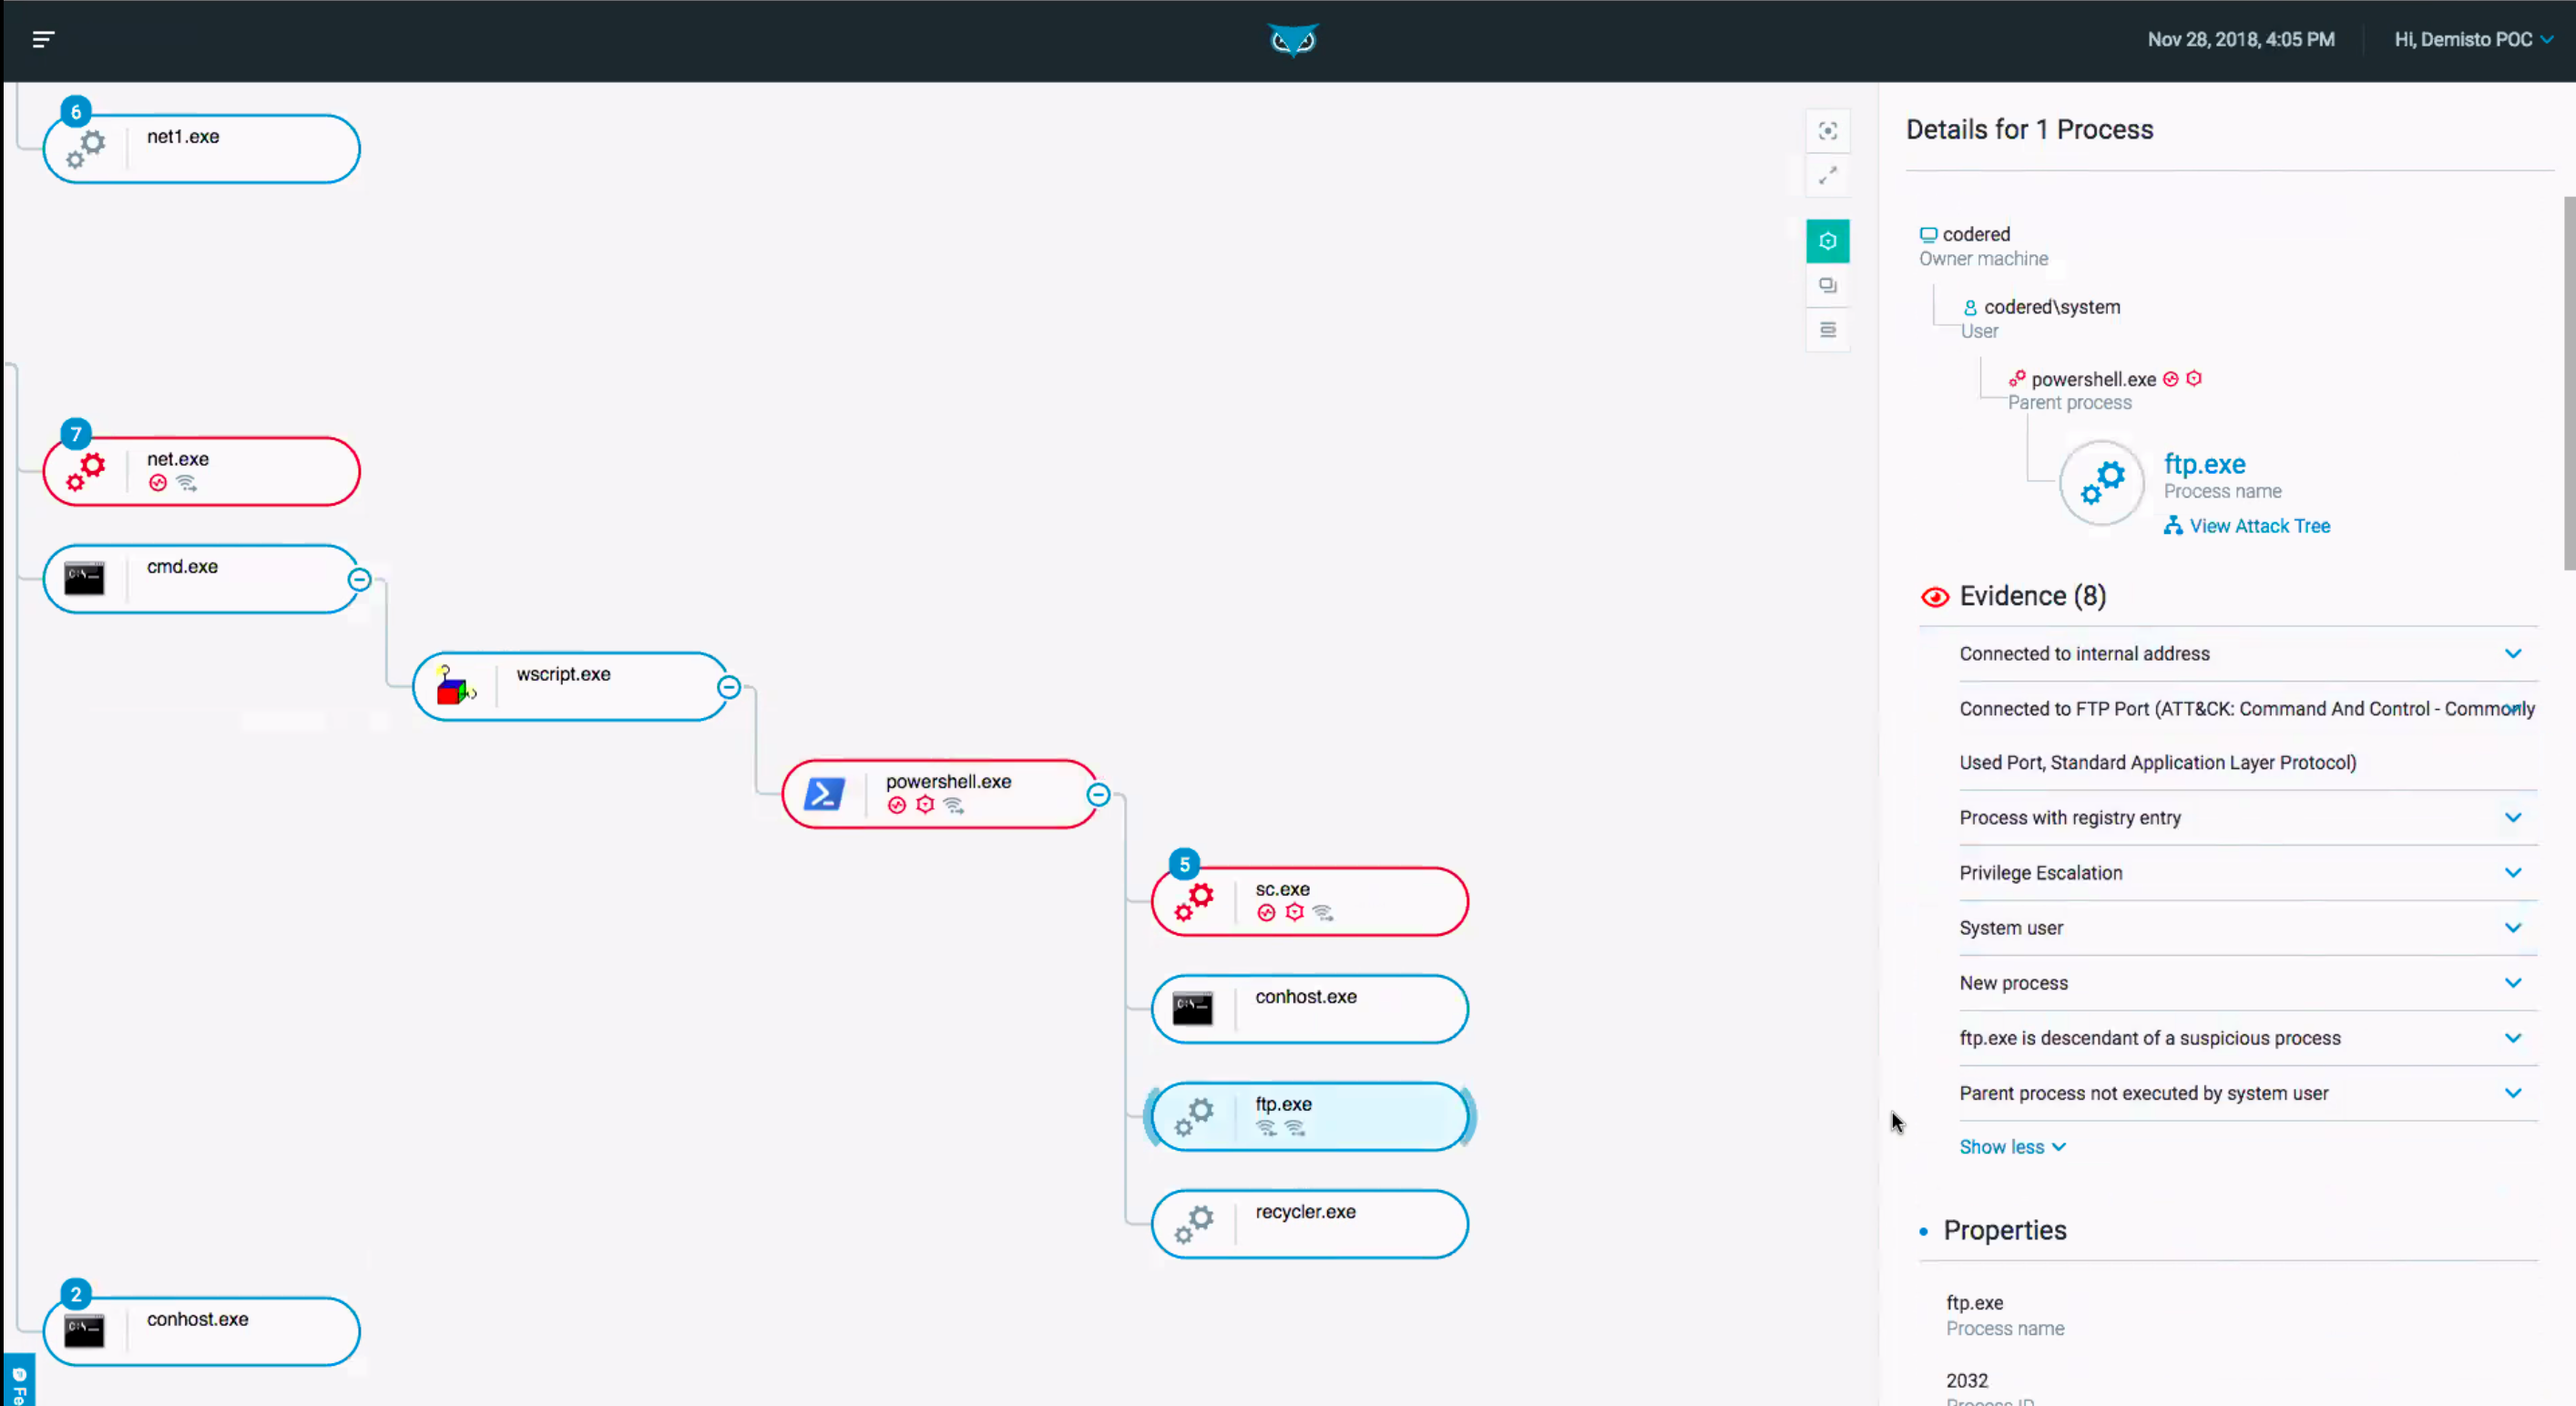 Nov 28, 2018, 4:05 PM
Hi, Demisto POC
6
net1.exe
7
net.exe
cmd.exe
wscript.exe
powershell.exe
5
sc.exe
conhost.exe
ftp.exe
recycler.exe
2
conhost.exe
Fe
Details for 1 Process
codered
Owner machine
codered\system
User
powershell.exe
Parent process
ftp.exe
Process name
View Attack Tree
Evidence (8)
Connected to internal address
Connected to FTP Port (ATT&CK: Command And Control - Commonly
Used Port, Standard Application Layer Protocol)
Process with registry entry
Privilege Escalation
System user
New process
ftp.exe is descendant of a suspicious process
Parent process not executed by system user
Show less
Properties
ftp.exe
Process name
2032
Process ID